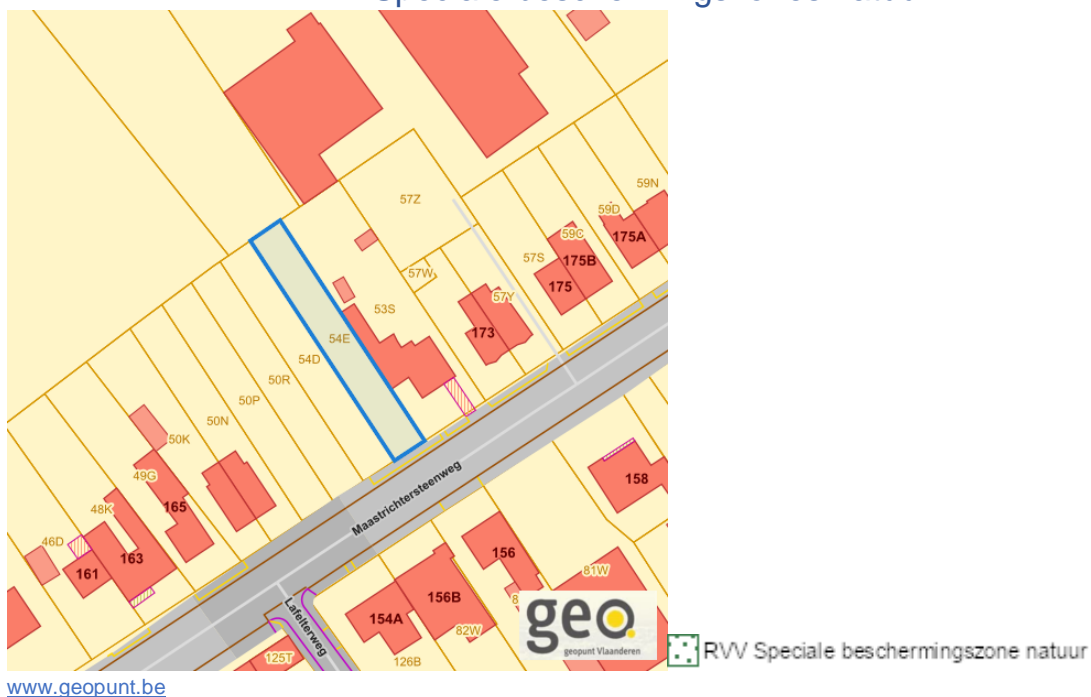 59N
57Z
59D
175A
59C
175B
57S
57W
175
53S
57Y
173
54E
54D
50R
50P
50N
50K
49G
165
48K
46D
163
161
158
Maastrichtersteenweg
156
81W
156B
154A
82W
126B
Lafelterweg
125T
geo
geopunt Vlaanderen
RVV Speciale beschermingszone natuur
www.geopunt.be